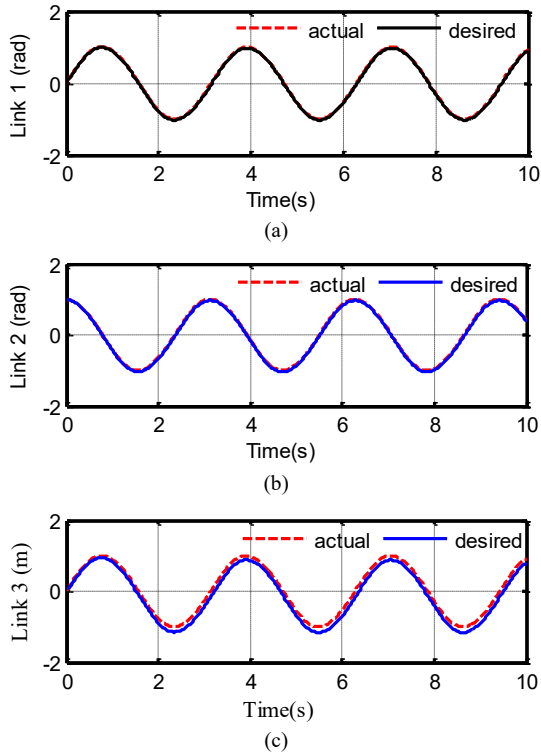 2
actual desired
Link 1 (rad)
0
-2
0 2 4 6 8 10
Time(s)
(a)
2
actual desired
Link 2 (rad)
0
-2
0 2 4 6 8 10
Time(s)
(b)
2
actual desired
Link 3 (m)
0
-2
0 2 4 6 8 10
Time(s)
(c)